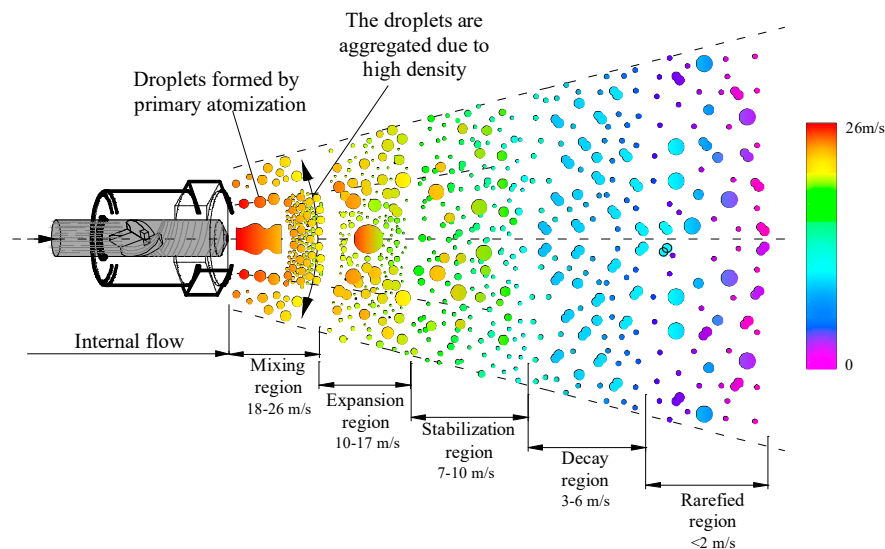 The droplets are
aggregated due to
high density
Droplets formed by
primary atomization
26m/s
0
Internal flow
Mixing
region
18-26 m/s
Expansion
region
10-17 m/s
Stabilization
region
7-10 m/s
Decay
region
3-6 m/s
Rarefied
region
<2 m/s